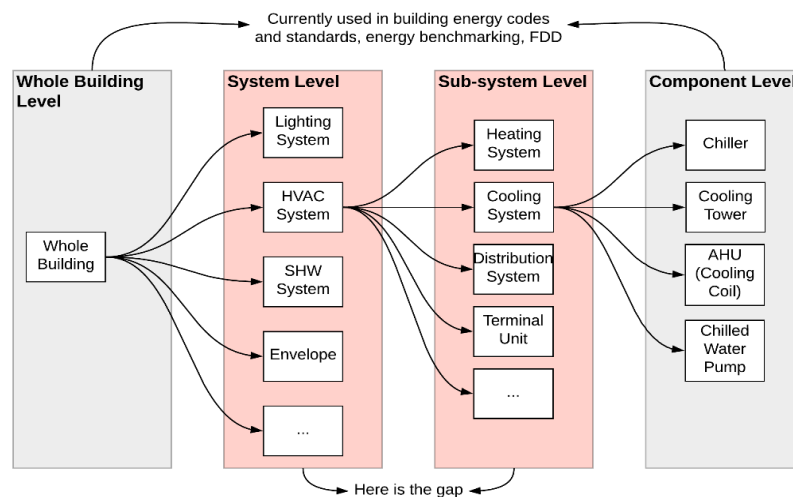 Currently used in building energy codes
and standards, energy benchmarking, FDD
Whole Building
Level
System Level
Sub-system Level
Component Level
Lighting
System
HVAC
System
SHW
System
Envelope
...
Whole
Building
Heating
System
Cooling
System
Distribution
System
Terminal
Unit
...
Chiller
Cooling
Tower
AHU
(Cooling
Coil)
Chilled
Water
Pump
Here is the gap